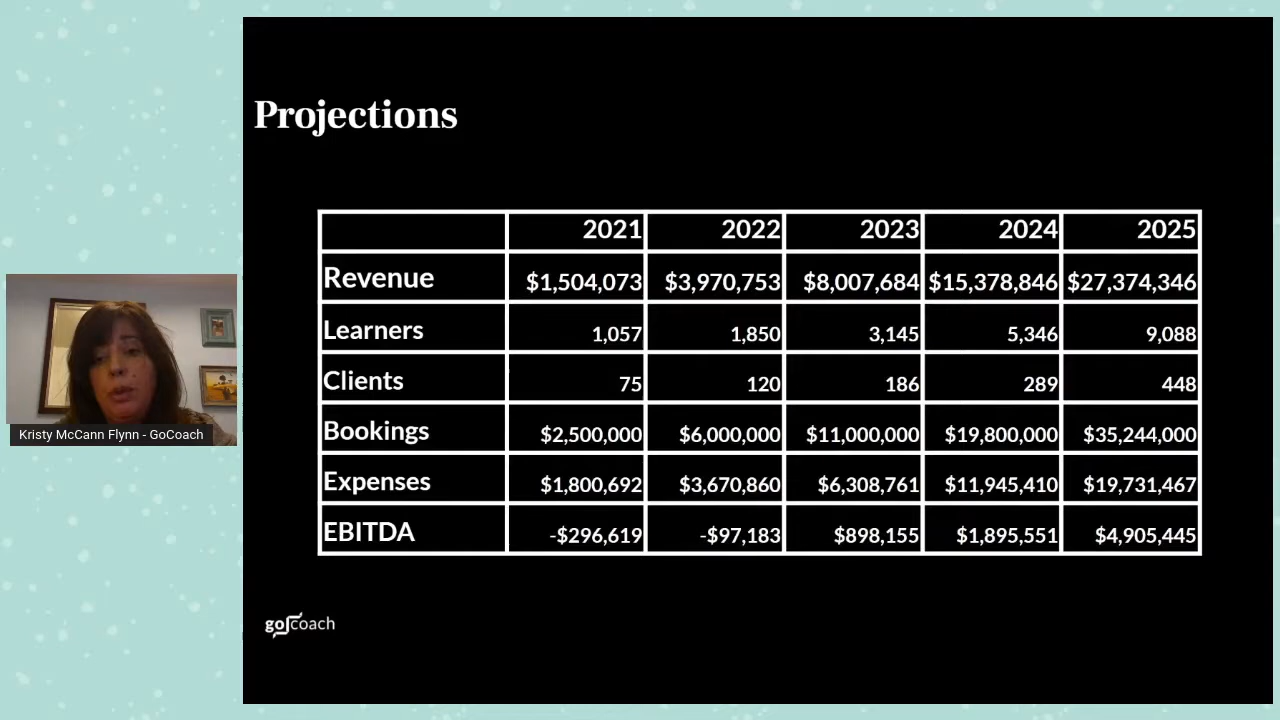 Projections
2021 2022 2023 2024 2025
Revenue $1,504,073 $3,970,753 $8,007,684 $15,378,846 $27,374,346
Learners 1,057 1,850 3,145 5,346 9,088
Clients 75 120 186 289 448
Bookings $2,500,000 $6,000,000 $11,000,000 $19,800,000 $35,244,000
Expenses $1,800,692 $3,670,860 $6,308,761 $11,945,410 $19,731,467
EBITDA -$296,619 -$97,183 $898,155 $1,895,551 $4,905,445
Kristy McCann Flynn - GoCoach
gocoach